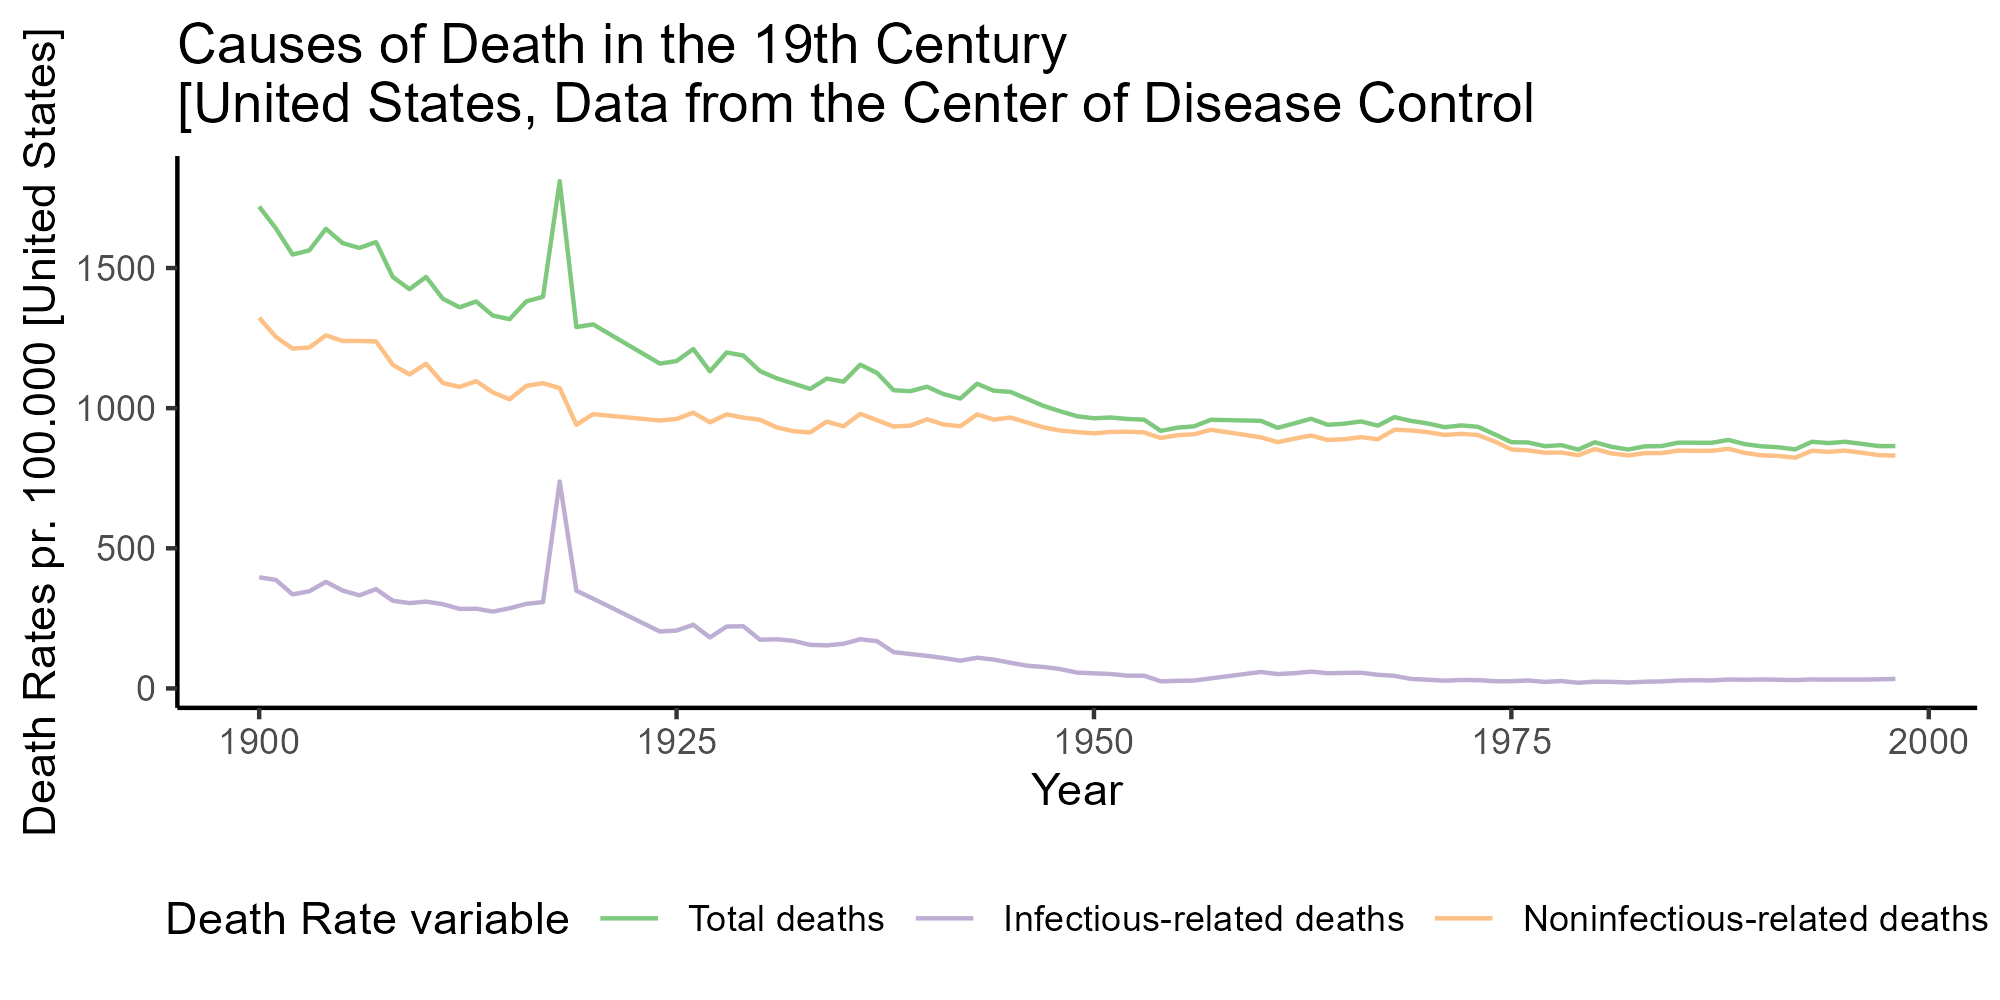 Causes of Death in the 19th Century
[United States, Data from the Center of Disease Control
Death Rates pr. 100.000 [United States]
1500
1000
500
0
1900
1925
1950
1975
2000
Year
Death Rate variable
Total deaths
Infectious-related deaths
Noninfectious-related deaths